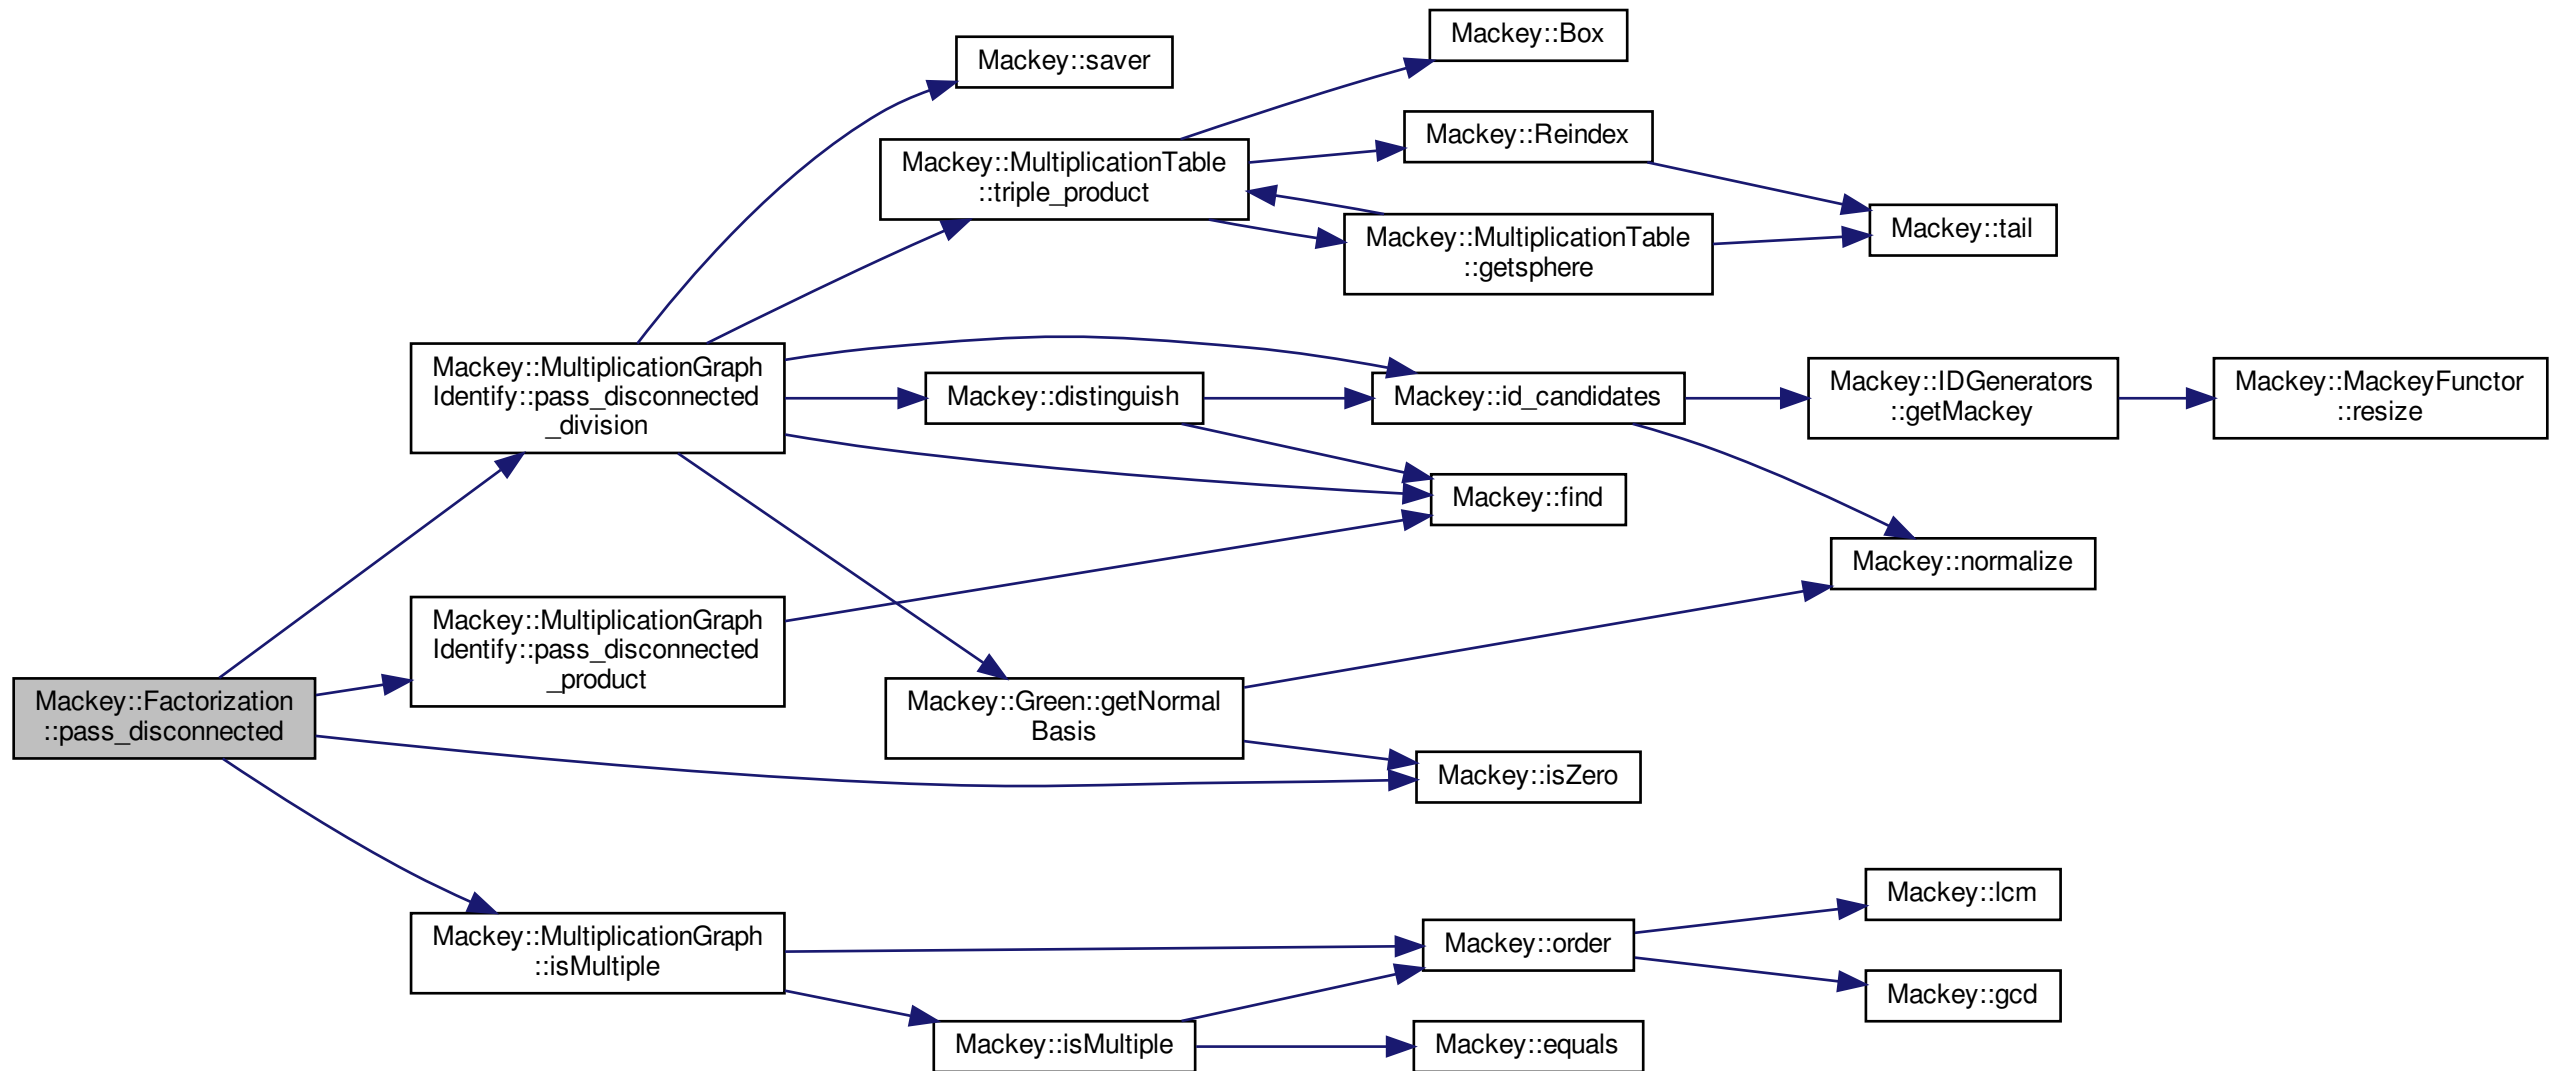 Mackey::Factorization
::pass_disconnected
Mackey::MultiplicationGraph
Identify::pass_disconnected
_division
Mackey::MultiplicationGraph
Identify::pass_disconnected
_product
Mackey::MultiplicationGraph
::isMultiple
Mackey::saver
Mackey::MultiplicationTable
::triple_product
Mackey::distinguish
Mackey::Green::getNormal
Basis
Mackey::isMultiple
Mackey::Box
Mackey::Reindex
Mackey::MultiplicationTable
::getsphere
Mackey::id_candidates
Mackey::find
Mackey::isZero
Mackey::order
Mackey::equals
Mackey::tail
Mackey::IDGenerators
::getMackey
Mackey::normalize
Mackey::lcm
Mackey::gcd
Mackey::MackeyFunctor
::resize